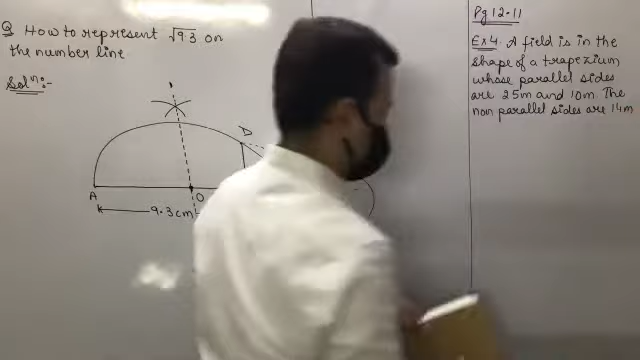 Q How to represent √9.3 on
the number line
Solⁿ:-
D
A
O
9.3cm
Pg 12.11
Ex 4. A field is in the
shape of a trapezium
whose parallel sides
are 25m and 10m. The
non parallel sides are 14m